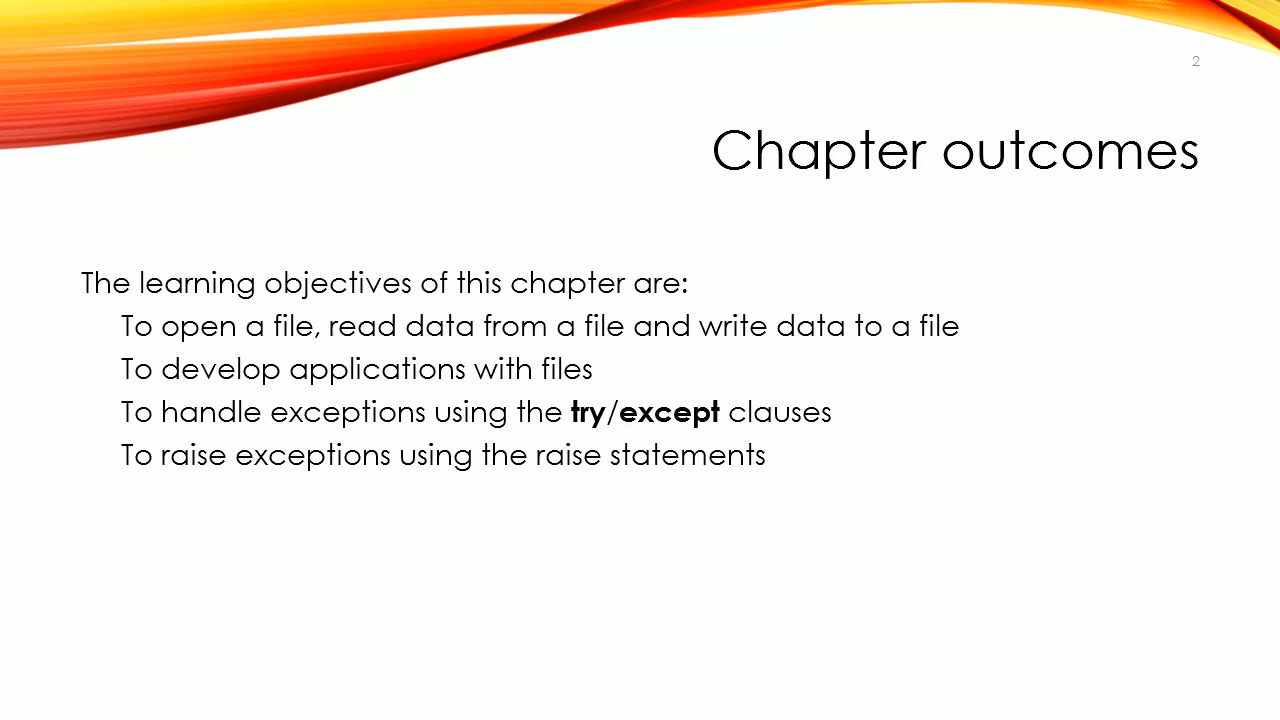 2
Chapter outcomes
The learning objectives of this chapter are:
To open a file, read data from a file and write data to a file
To develop applications with files
To handle exceptions using the try/except clauses
To raise exceptions using the raise statements